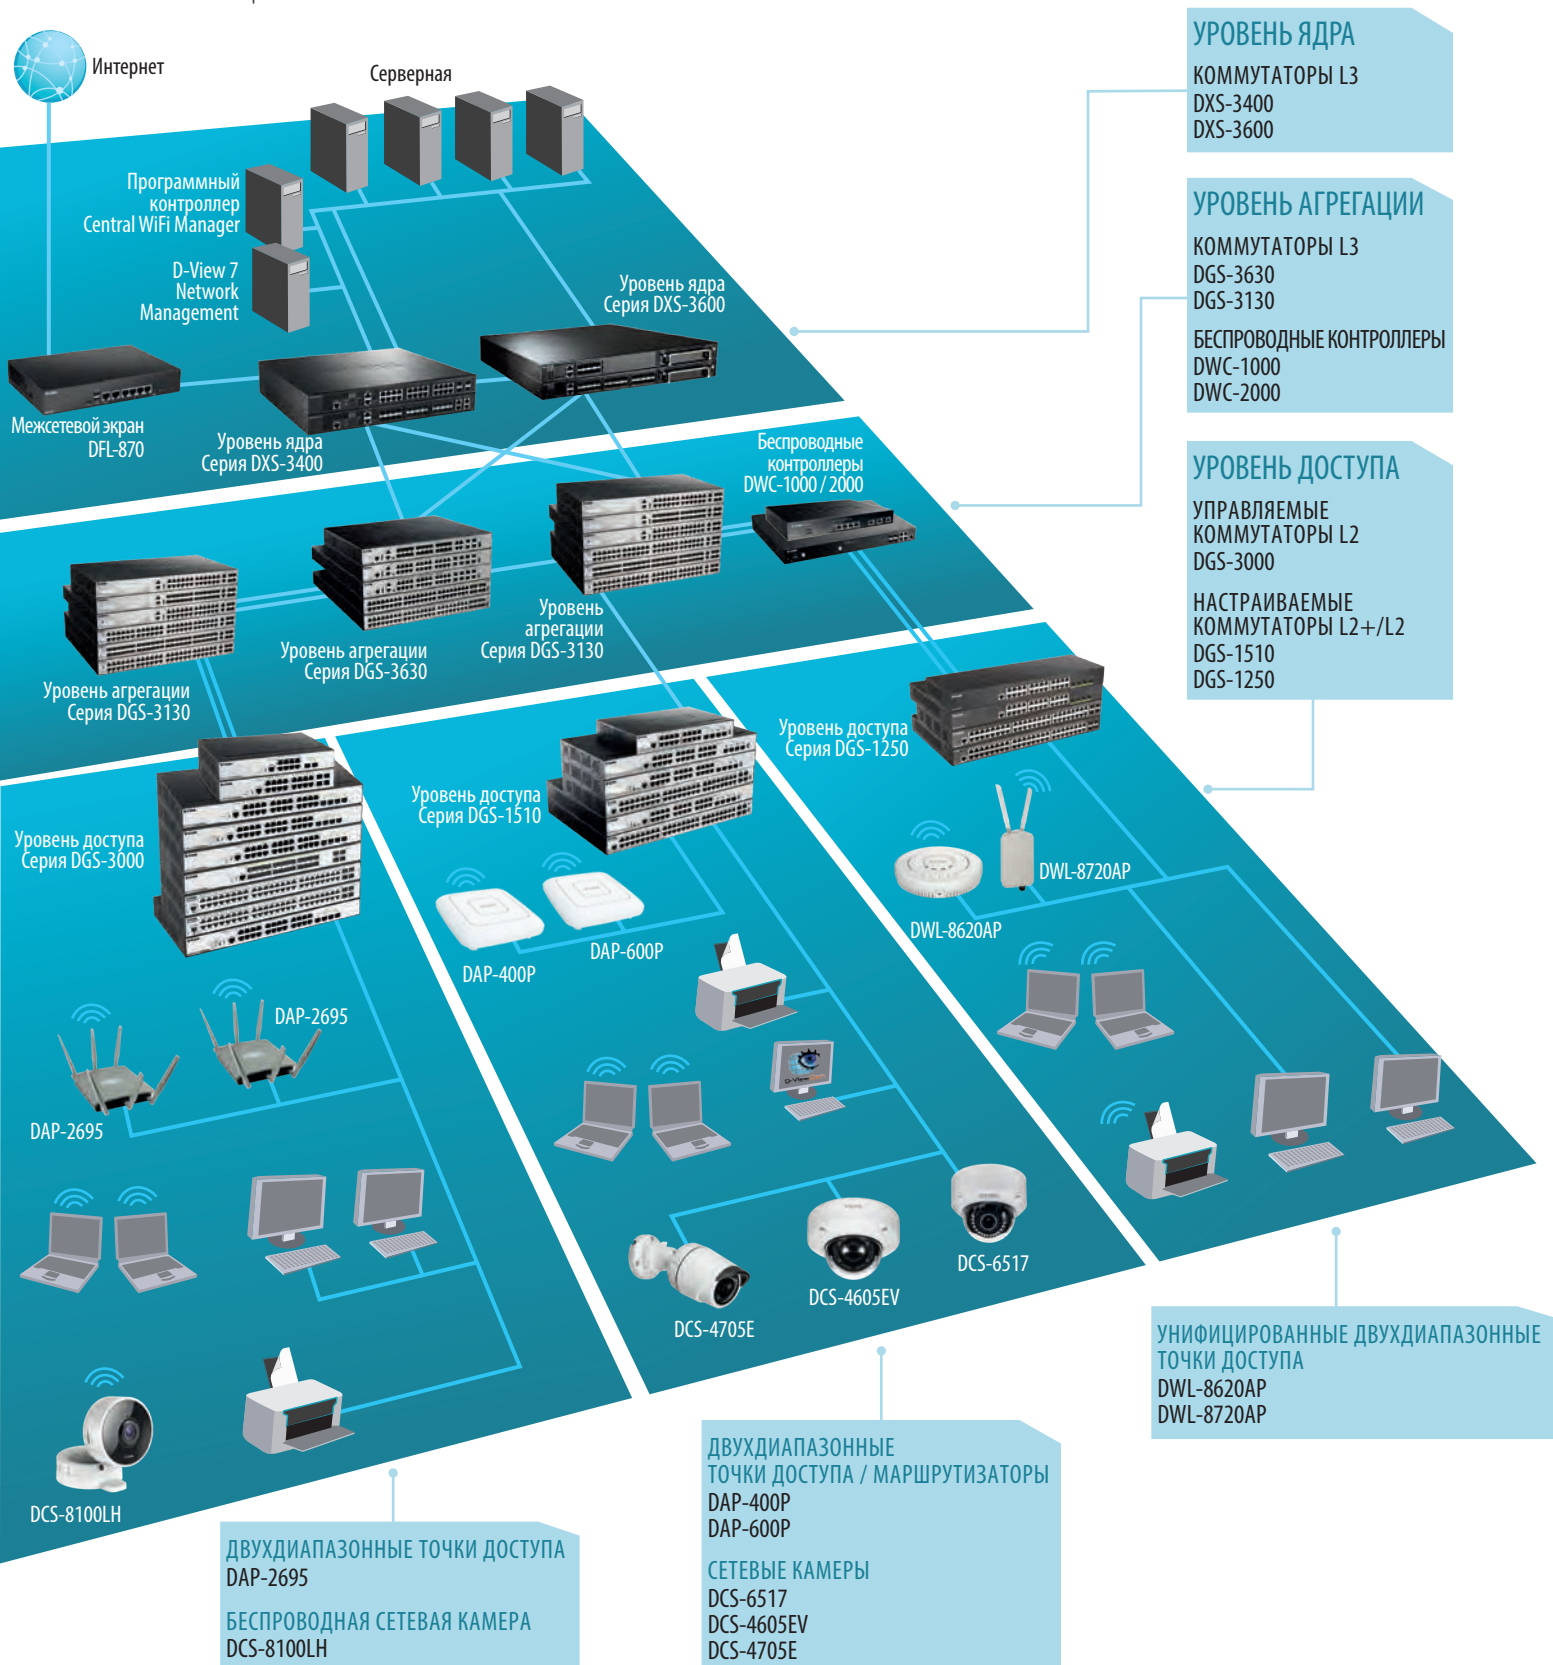 Интернет
Серверная
Программный
контроллер
Central WiFi Manager
D-View 7
Network
Management
Уровень ядра
Серия DXS-3600
Межсетевой экран
DFL-870
Уровень ядра
Серия DXS-3400
Беспроводные
контроллеры
DWC-1000 / 2000
Уровень
агрегации
Серия DGS-3130
Уровень агрегации
Серия DGS-3630
Уровень агрегации
Серия DGS-3130
Уровень доступа
Серия DGS-1250
Уровень доступа
Серия DGS-1510
Уровень доступа
Серия DGS-3000
DWL-8720AP
DWL-8620AP
DAP-600P
DAP-400P
DAP-2695
DAP-2695
D-View
DCS-6517
DCS-4605EV
DCS-4705E
DCS-8100LH
УРОВЕНЬ ЯДРА
КОММУТАТОРЫ L3
DXS-3400
DXS-3600
УРОВЕНЬ АГРЕГАЦИИ
КОММУТАТОРЫ L3
DGS-3630
DGS-3130
БЕСПРОВОДНЫЕ КОНТРОЛЛЕРЫ
DWC-1000
DWC-2000
УРОВЕНЬ ДОСТУПА
УПРАВЛЯЕМЫЕ
КОММУТАТОРЫ L2
DGS-3000
НАСТРАИВАЕМЫЕ
КОММУТАТОРЫ L2+/L2
DGS-1510
DGS-1250
УНИФИЦИРОВАННЫЕ ДВУХДИАПАЗОННЫЕ
ТОЧКИ ДОСТУПА
DWL-8620AP
DWL-8720AP
ДВУХДИАПАЗОННЫЕ
ТОЧКИ ДОСТУПА / МАРШРУТИЗАТОРЫ
DAP-400P
DAP-600P
СЕТЕВЫЕ КАМЕРЫ
DCS-6517
DCS-4605EV
DCS-4705E
ДВУХДИАПАЗОННЫЕ ТОЧКИ ДОСТУПА
DAP-2695
БЕСПРОВОДНАЯ СЕТЕВАЯ КАМЕРА
DCS-8100LH